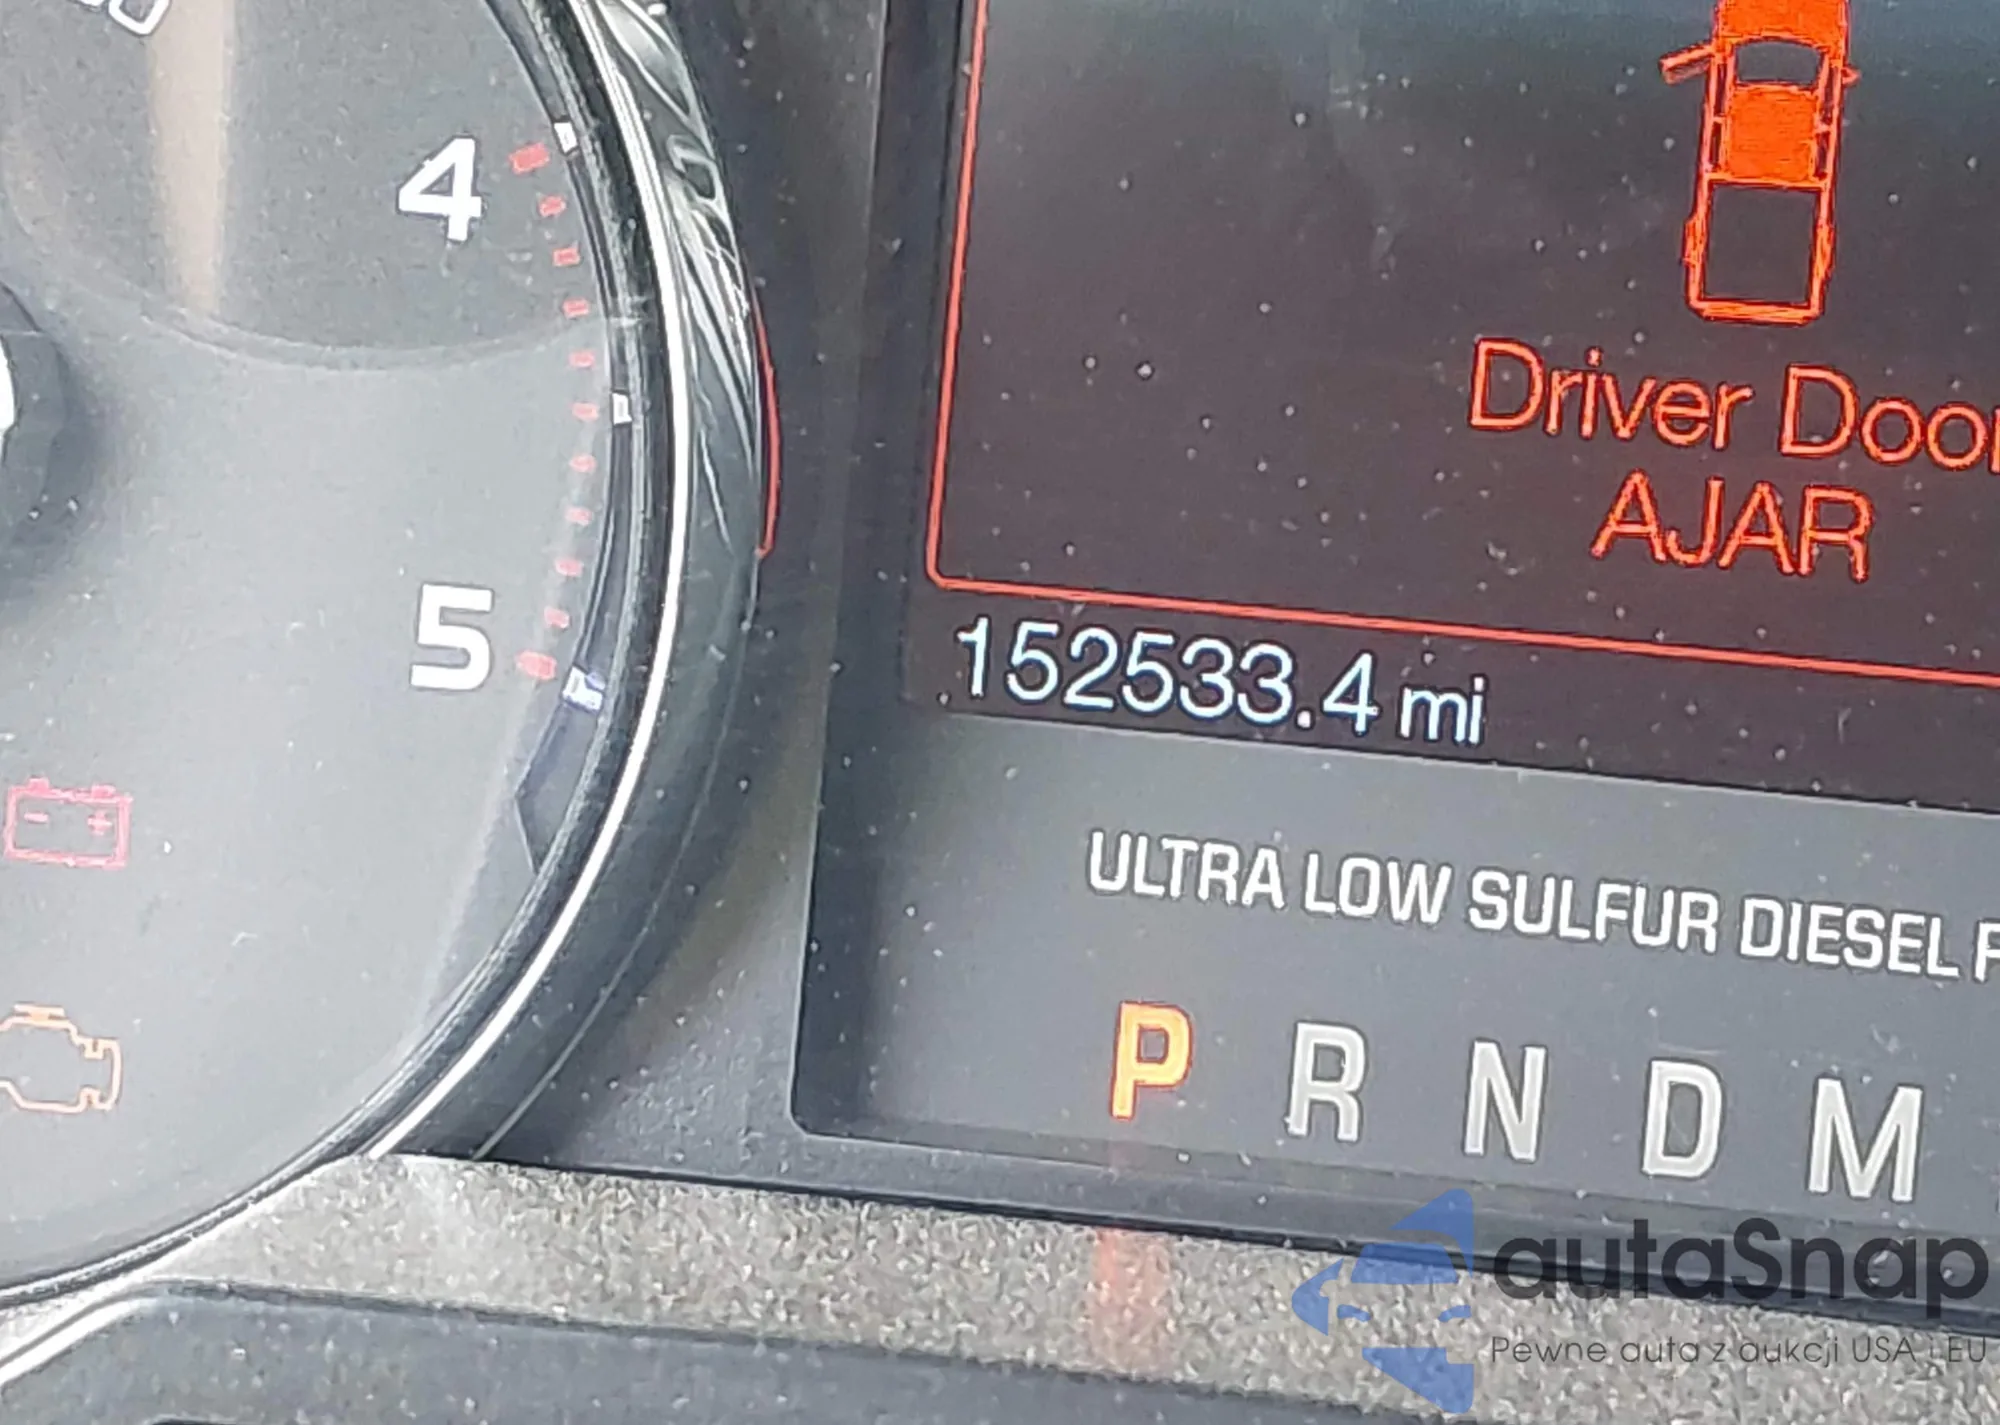 4
5
Driver Door
AJAR
152533.4 mi
ULTRA LOW SULFUR DIESEL F
P R N D M
autaSnap
Pewne auta z aukcji USA i EU